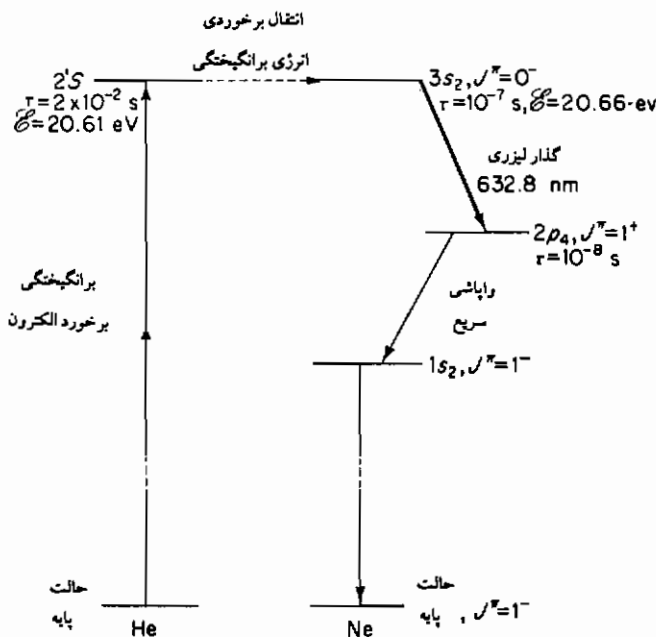 انتقال برخوردی
انرژی برانگیختگی
2¹S
τ=2×10⁻² s
ℰ=20.61 eV
3s₂, J^π=0⁻
τ=10⁻⁷ s, ℰ=20.66·ev
گذار لیزری
632.8 nm
2p₄, J^π=1⁺
τ=10⁻⁸ s
برانگیختگی
برخورد الکترون
واپاشی
سریع
1s₂, J^π=1⁻
حالت
پایه
He
حالت
پایه , J^π=1⁻
Ne